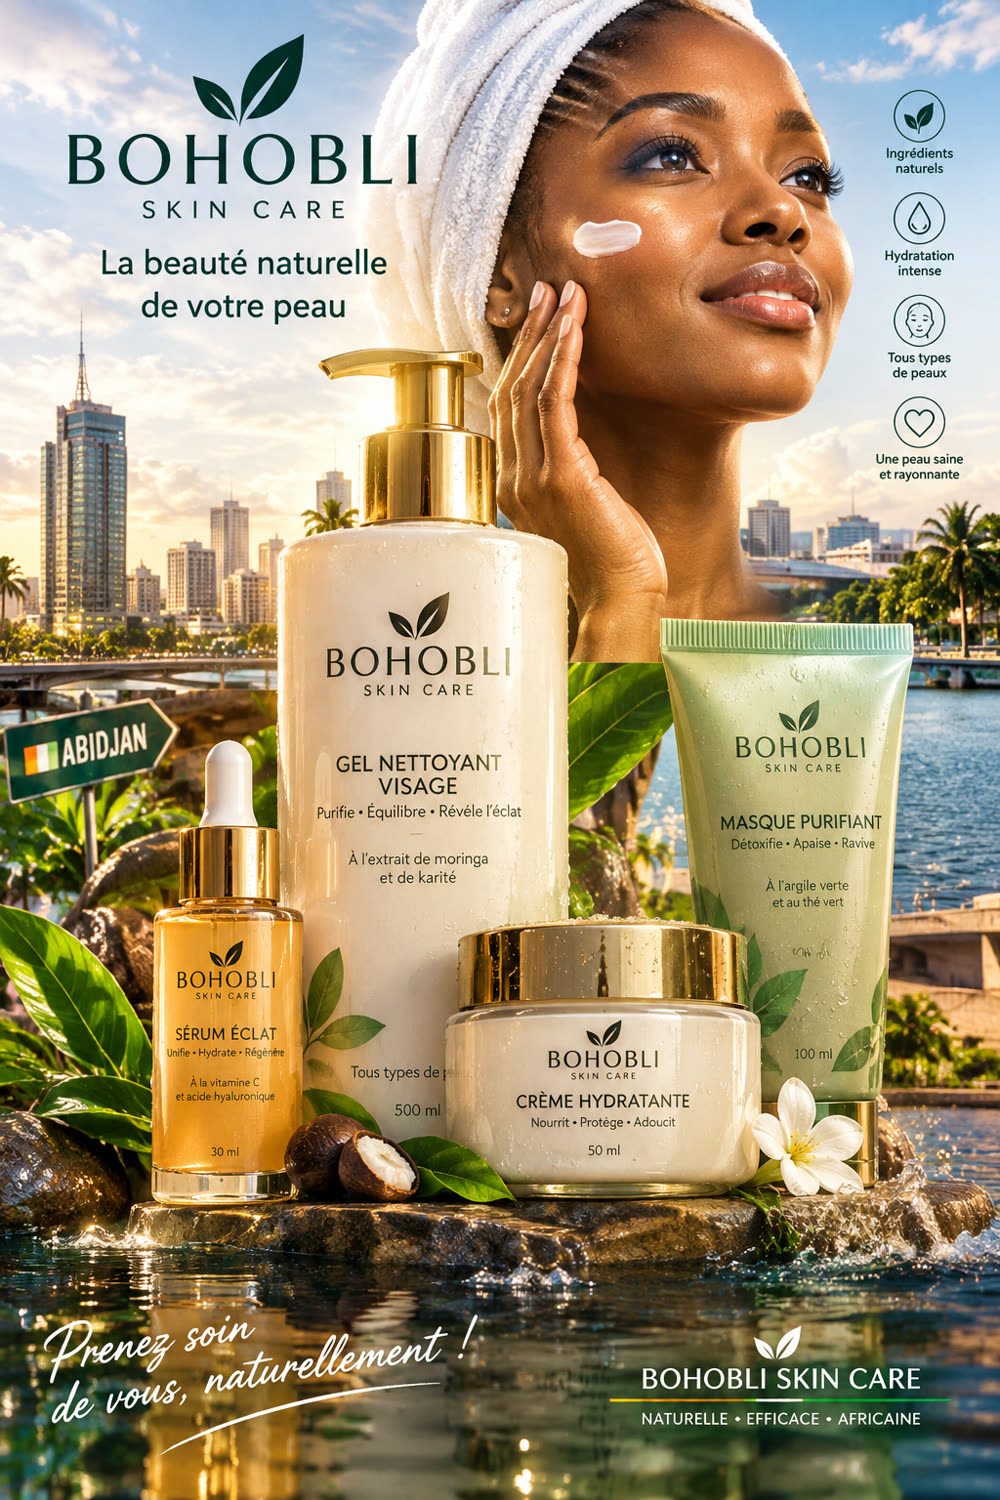 BOHOBLI
SKIN CARE
La beauté naturelle
de votre peau
Ingrédients
naturels
Hydratation
intense
Tous types
de peaux
Une peau saine
et rayonnante
ABIDJAN
BOHOBLI
SKIN CARE
GEL NETTOYANT
VISAGE
Purifie • Équilibre • Révéle l'éclat
À l'extrait de moringa
et de karité
Tous types de
500 ml
BOHOBLI
SKIN CARE
SÉRUM ÉCLAT
Unifie • Hydrate • Régénère
À la vitamine C
et acide hyaluronique
30 ml
BOHOBLI
SKIN CARE
CRÈME HYDRATANTE
Nourrit • Protège • Adoucit
50 ml
BOHOBLI
SKIN CARE
MASQUE PURIFIANT
Détoxifie • Apaise • Ravive
À l'argile verte
et au thé vert
100 ml
Prenez soin
de vous, naturellement !
BOHOBLI SKIN CARE
NATURELLE • EFFICACE • AFRICAINE